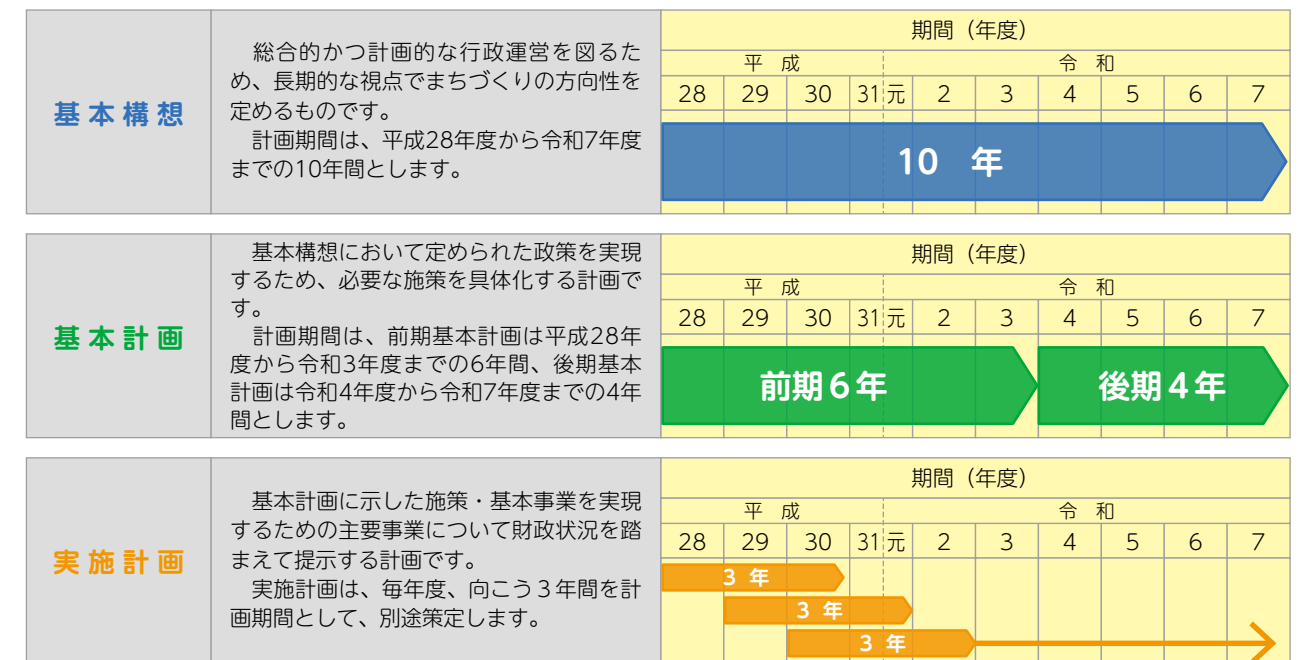 基本構想
総合的かつ計画的な行政運営を図るた
め、長期的な視点でまちづくりの方向性を
定めるものです。
計画期間は、平成28年度から令和7年度
までの10年間とします。
期間（年度）
平 成 令 和
28 29 30 31 元 2 3 4 5 6 7
10 年
基本計画
基本構想において定められた政策を実現
するため、必要な施策を具体化する計画で
す。
計画期間は、前期基本計画は平成28年
度から令和3年度までの6年間、後期基本
計画は令和4年度から令和7年度までの4年
間とします。
期間（年度）
平 成 令 和
28 29 30 31 元 2 3 4 5 6 7
前期６年 後期４年
実施計画
基本計画に示した施策・基本事業を実現
するための主要事業について財政状況を踏
まえて提示する計画です。
実施計画は、毎年度、向こう３年間を計
画期間として、別途策定します。
期間（年度）
平 成 令 和
28 29 30 31 元 2 3 4 5 6 7
3 年
3 年
3 年